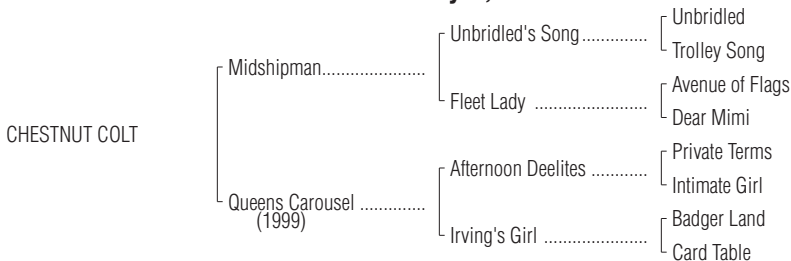 Unbridled
Unbridled's Song..............
Trolley Song
Midshipman......................
Avenue of Flags
Fleet Lady ........................
Dear Mimi
CHESTNUT COLT
Private Terms
Afternoon Deelites ............
Intimate Girl
Queens Carousel ..............
(1999)
Badger Land
Irving's Girl ......................
Card Table